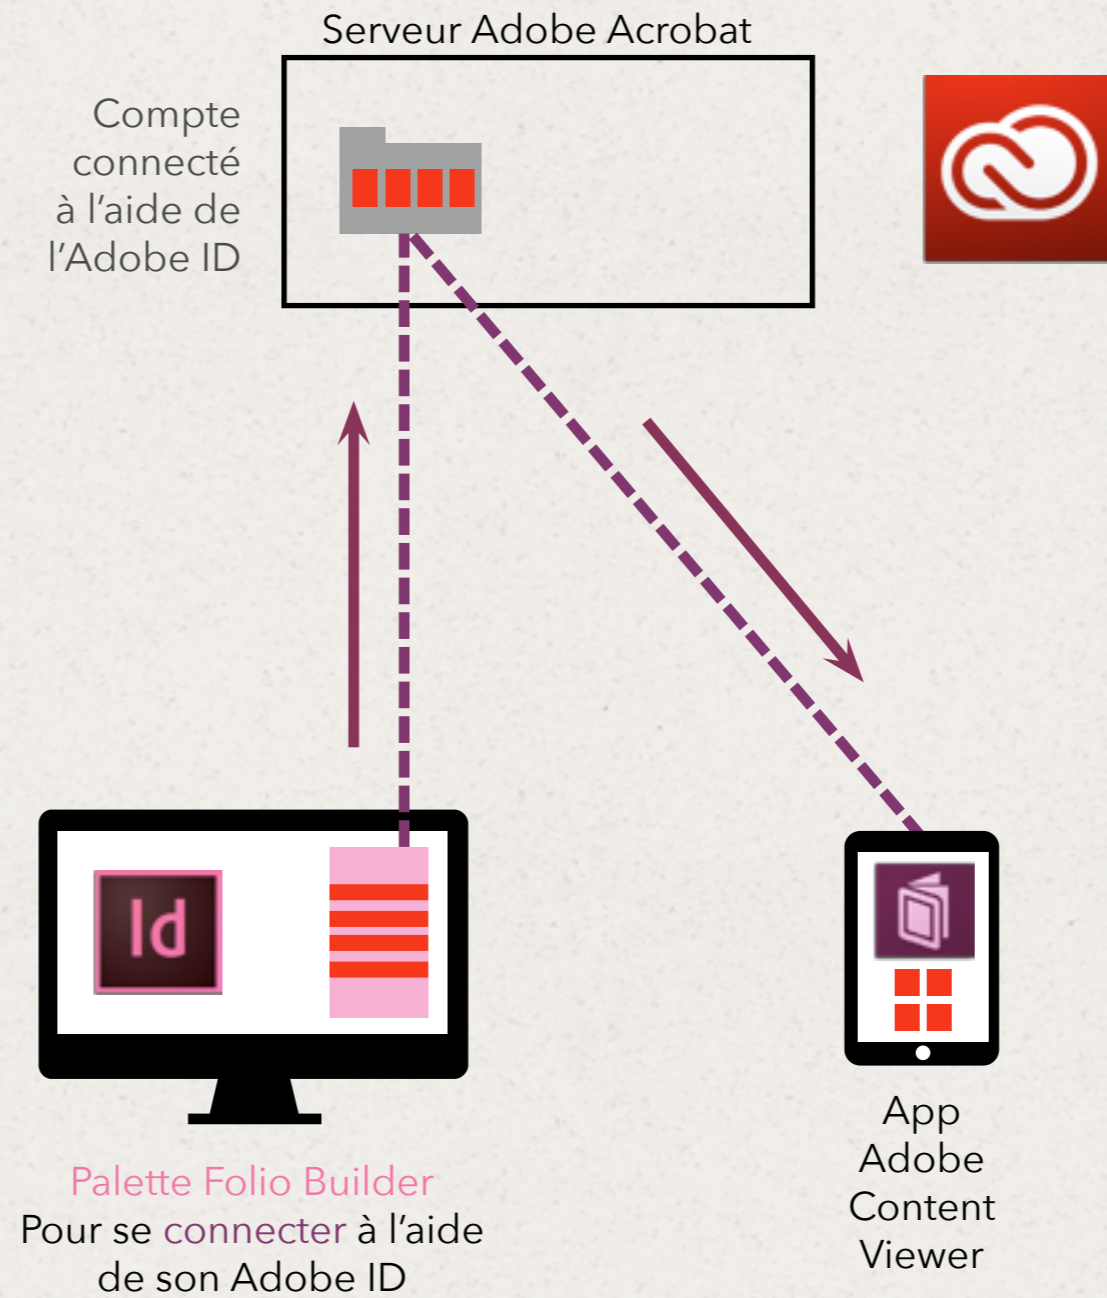 Serveur Adobe Acrobat
Compte
connecté
à l’aide de
l’Adobe ID
Id
Palette Folio Builder
Pour se connecter à l’aide
de son Adobe ID
App
Adobe
Content
Viewer